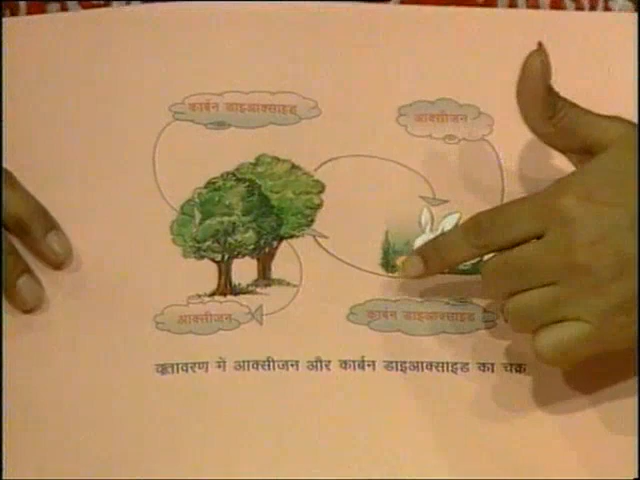 कार्बन डाइआक्साइड
आक्सीजन
आक्सीजन
कार्बन डाइआक्साइड
वातावरण में आक्सीजन और कार्बन डाइआक्साइड का चक्र